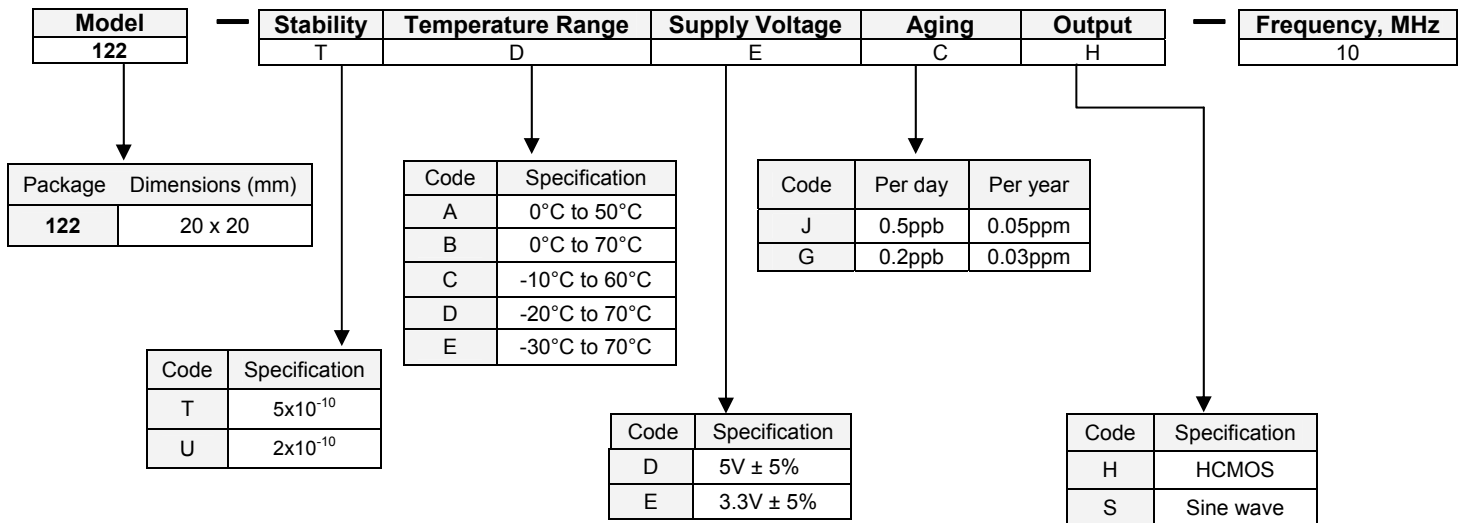 Model — Stability Temperature Range Supply Voltage Aging Output — Frequency, MHz
122 T D E C H 10
Package Dimensions (mm)
122 20 x 20
Code Specification
A 0°C to 50°C
B 0°C to 70°C
C -10°C to 60°C
D -20°C to 70°C
E -30°C to 70°C
Code Per day Per year
J 0.5ppb 0.05ppm
G 0.2ppb 0.03ppm
Code Specification
T 5x10⁻¹⁰
U 2x10⁻¹⁰
Code Specification
D 5V ± 5%
E 3.3V ± 5%
Code Specification
H HCMOS
S Sine wave